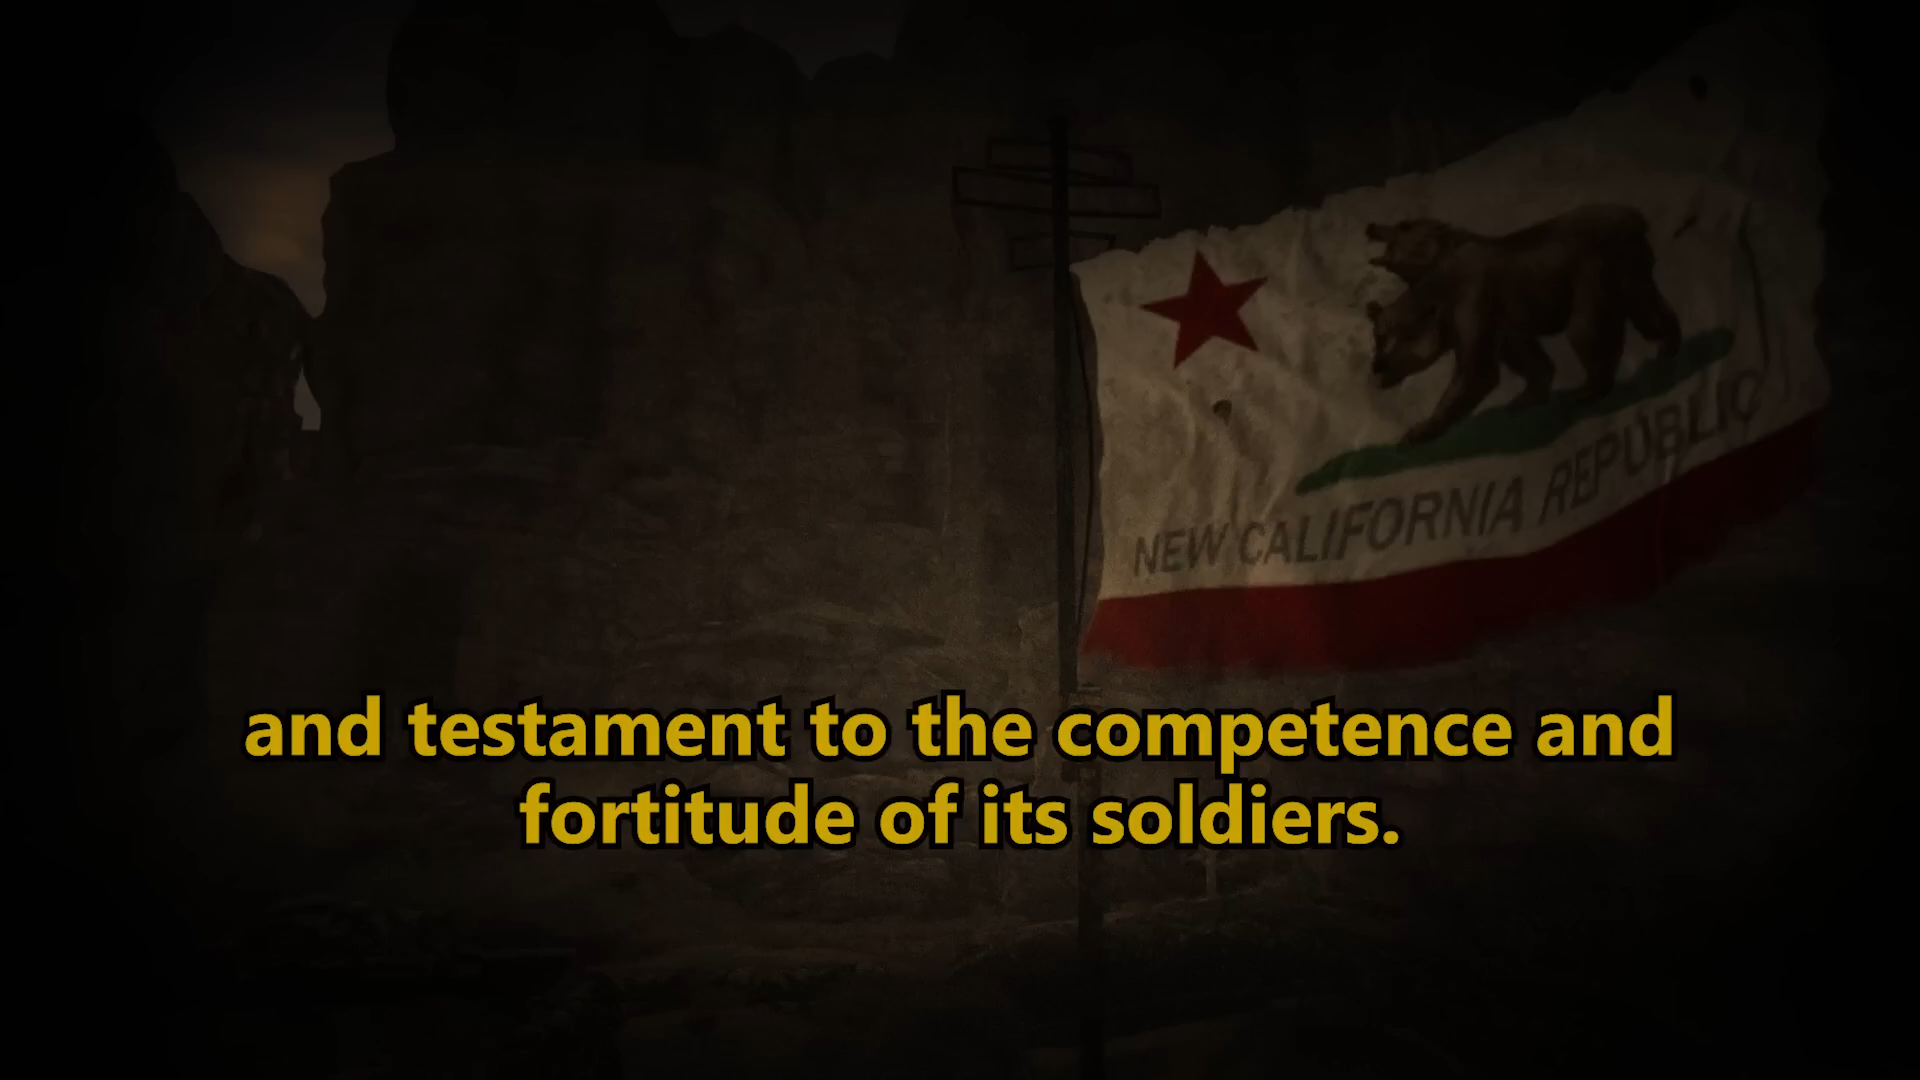 NEW CALIFORNIA REPUBLIC
and testament to the competence and
fortitude of its soldiers.